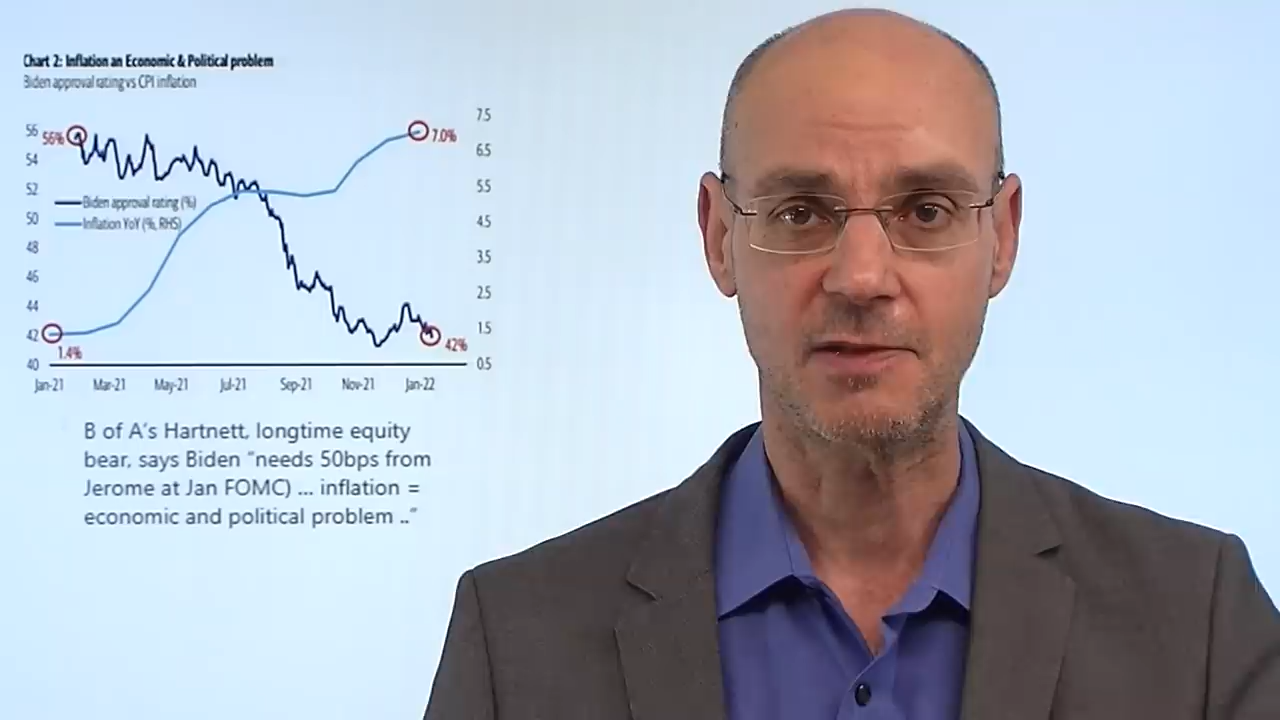 Chart 2: Inflation an Economic & Political problem
Biden approval rating vs CPI inflation
56
54
52
50
48
46
44
42
40
56%
7.0%
1.4%
42%
Biden approval rating (%)
Inflation YoY (%, RHS)
7.5
6.5
5.5
4.5
3.5
2.5
1.5
0.5
Jan-21 Mar-21 May-21 Jul-21 Sep-21 Nov-21 Jan-22
B of A's Hartnett, longtime equity
bear, says Biden "needs 50bps from
Jerome at Jan FOMC) ... inflation =
economic and political problem .."